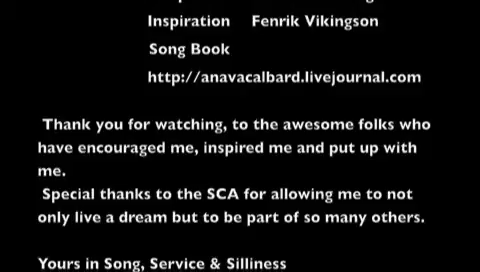 Inspiration Fenrik Vikingson
Song Book
http://anavacalbard.livejournal.com
Thank you for watching, to the awesome folks who
have encouraged me, inspired me and put up with
me.
Special thanks to the SCA for allowing me to not
only live a dream but to be part of so many others.
Yours in Song, Service & Silliness